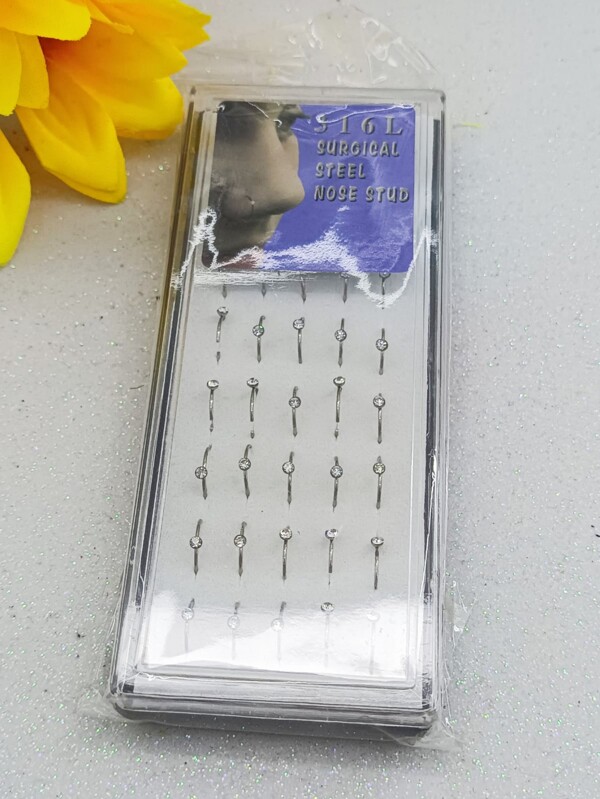 316L
SURGICAL
STEEL
NOSE STUD